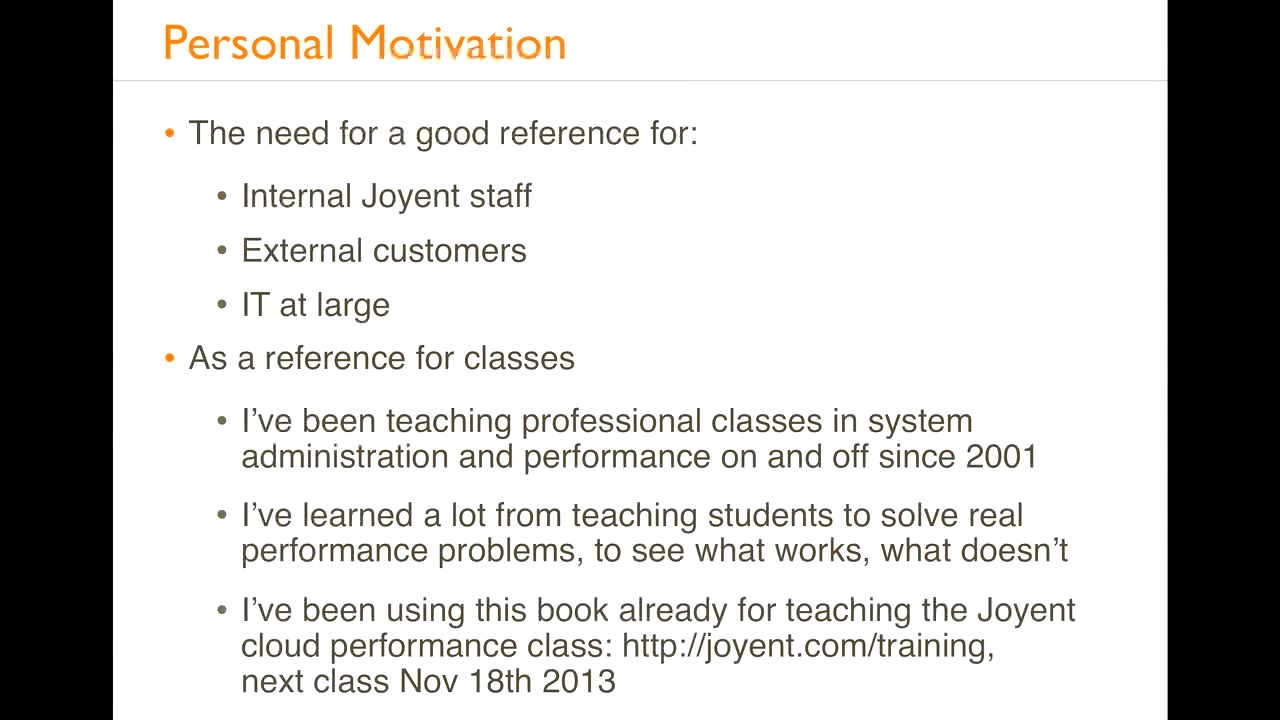 Personal Motivation
• The need for a good reference for:
• Internal Joyent staff
• External customers
• IT at large
• As a reference for classes
• I’ve been teaching professional classes in system
administration and performance on and off since 2001
• I’ve learned a lot from teaching students to solve real
performance problems, to see what works, what doesn’t
• I’ve been using this book already for teaching the Joyent
cloud performance class: http://joyent.com/training,
next class Nov 18th 2013